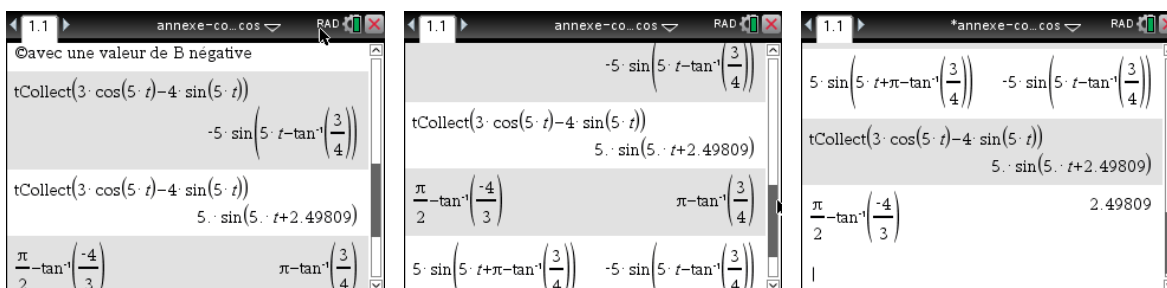 1.1 annexe-co…cos RAD
©avec une valeur de B négative
tCollect(3·cos(5·t)-4·sin(5·t))
-5·sin(5·t-tan⁻¹(3/4))
tCollect(3·cos(5·t)-4·sin(5·t))
5.·sin(5.·t+2.49809)
π/2-tan⁻¹(-4/3) π-tan⁻¹(3/4)
1.1 annexe-co…cos RAD
-5·sin(5·t-tan⁻¹(3/4))
tCollect(3·cos(5·t)-4·sin(5·t))
5.·sin(5.·t+2.49809)
π/2-tan⁻¹(-4/3) π-tan⁻¹(3/4)
5·sin(5·t+π-tan⁻¹(3/4)) -5·sin(5·t-tan⁻¹(3/4))
1.1 *annexe-co…cos RAD
5·sin(5·t+π-tan⁻¹(3/4)) -5·sin(5·t-tan⁻¹(3/4))
tCollect(3·cos(5·t)-4·sin(5·t))
5.·sin(5.·t+2.49809)
π/2-tan⁻¹(-4/3) 2.49809